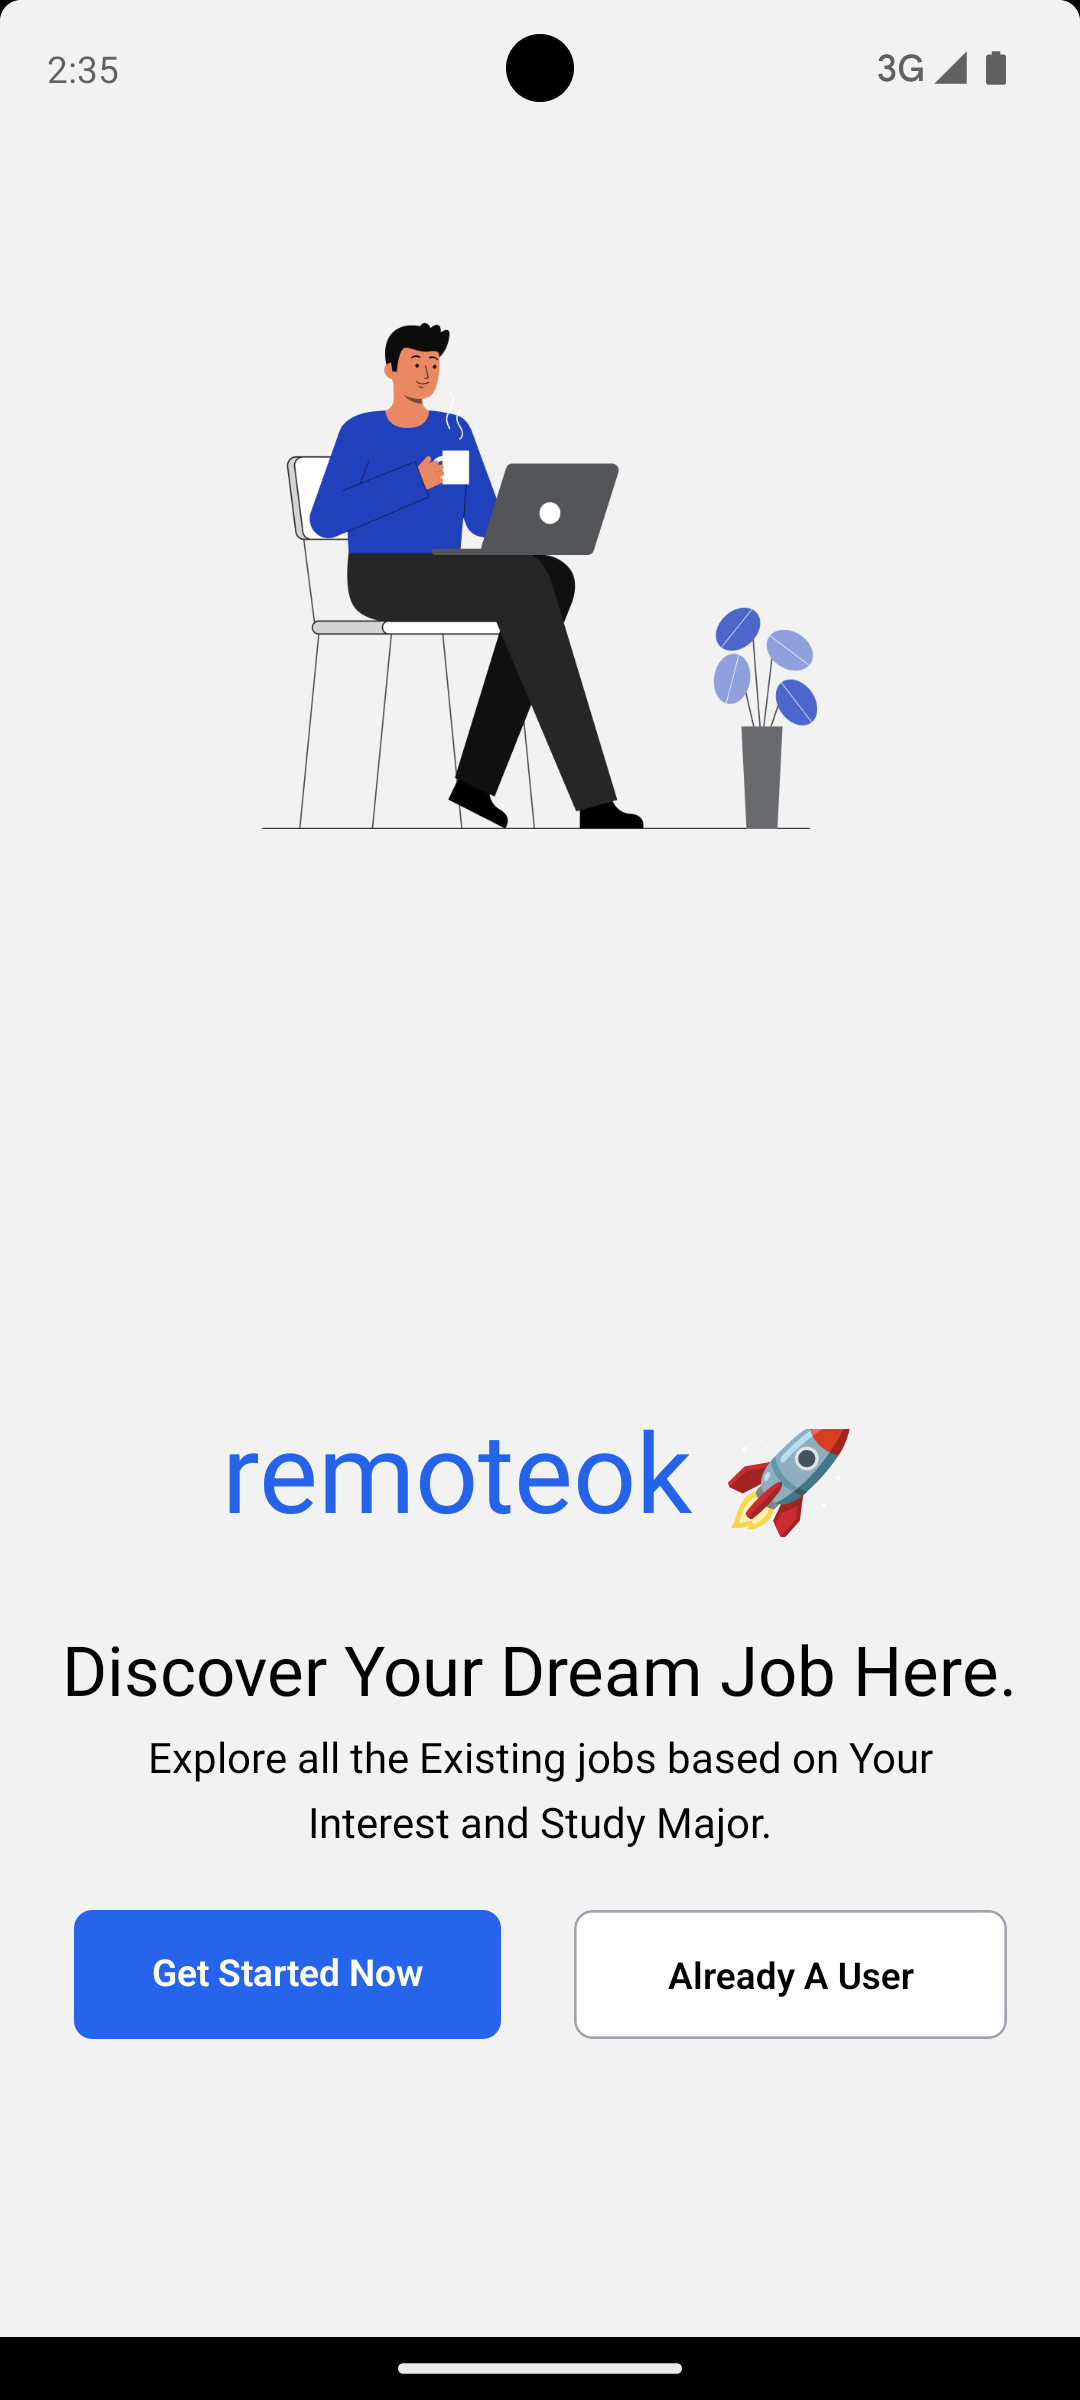 2:35
3G
remoteok 🚀
Discover Your Dream Job Here.
Explore all the Existing jobs based on Your
Interest and Study Major.
Get Started Now
Already A User